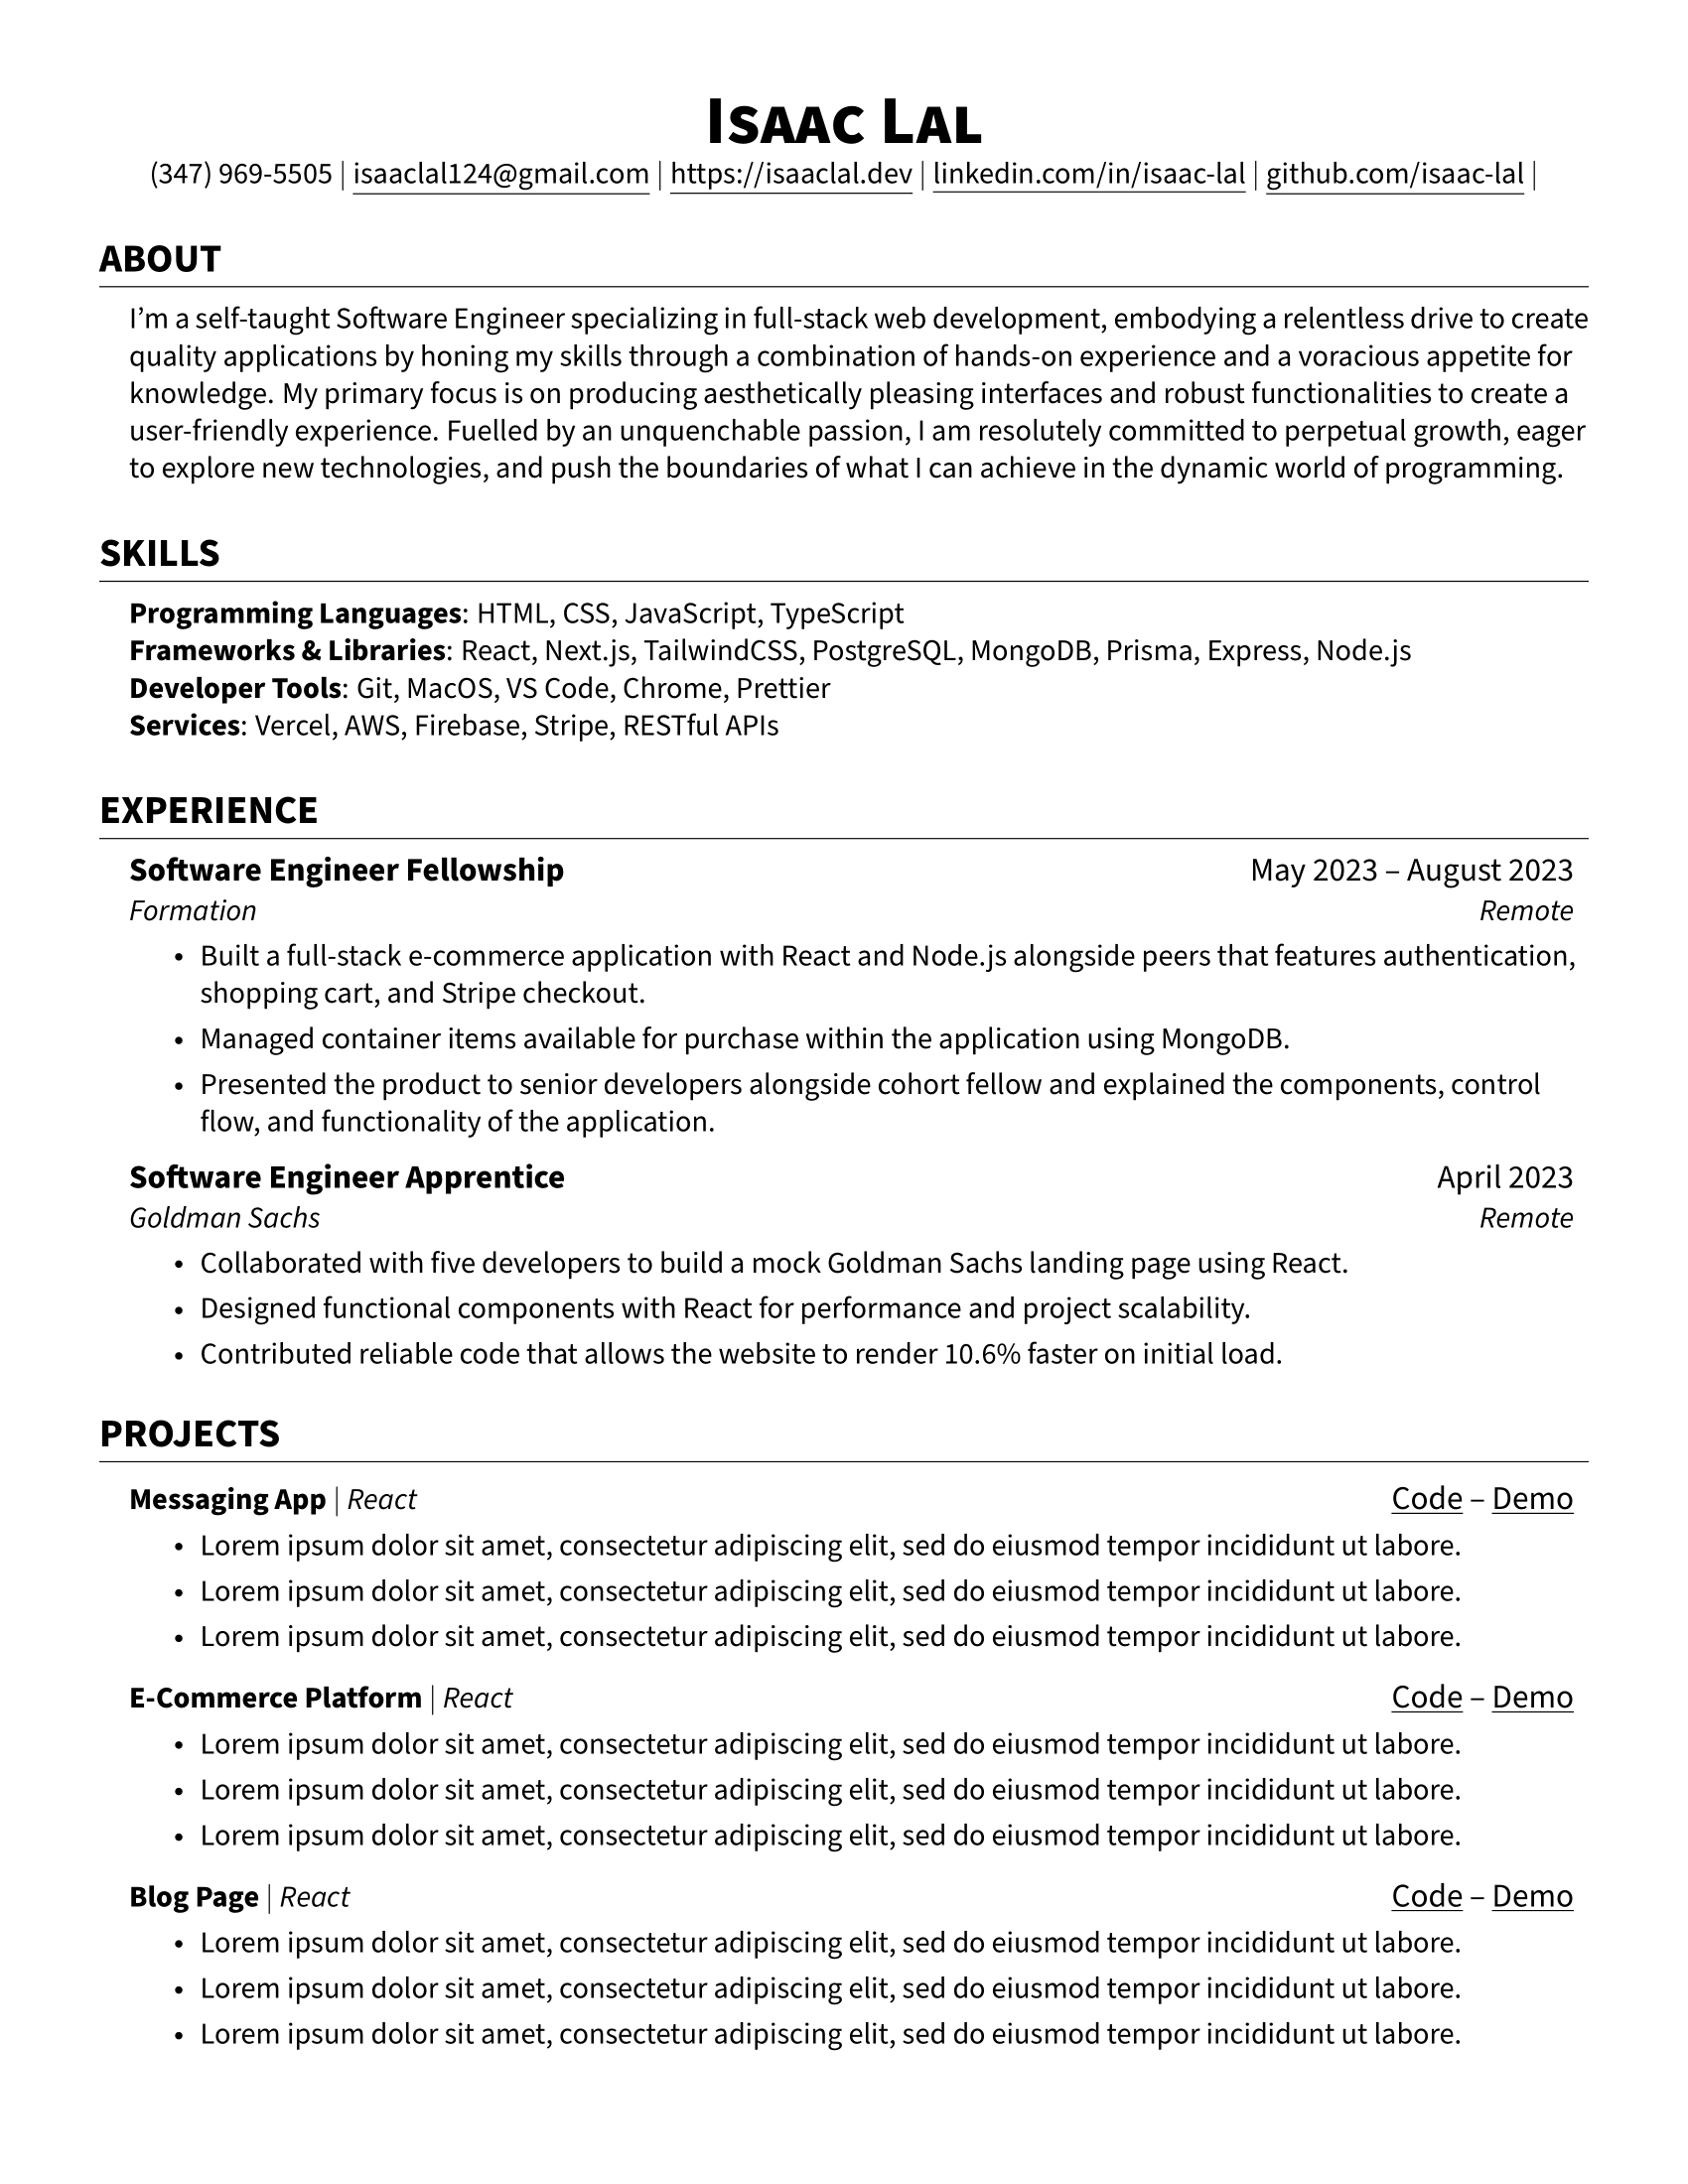 Isaac Lal
(347) 969-5505 | isaaclal124@gmail.com | https://isaaclal.dev | linkedin.com/in/isaac-lal | github.com/isaac-lal |
ABOUT
I’m a self-taught Software Engineer specializing in full-stack web development, embodying a relentless drive to create
quality applications by honing my skills through a combination of hands-on experience and a voracious appetite for
knowledge. My primary focus is on producing aesthetically pleasing interfaces and robust functionalities to create a
user-friendly experience. Fuelled by an unquenchable passion, I am resolutely committed to perpetual growth, eager
to explore new technologies, and push the boundaries of what I can achieve in the dynamic world of programming.
SKILLS
Programming Languages: HTML, CSS, JavaScript, TypeScript
Frameworks & Libraries: React, Next.js, TailwindCSS, PostgreSQL, MongoDB, Prisma, Express, Node.js
Developer Tools: Git, MacOS, VS Code, Chrome, Prettier
Services: Vercel, AWS, Firebase, Stripe, RESTful APIs
EXPERIENCE
Software Engineer Fellowship May 2023 – August 2023
Formation Remote
• Built a full-stack e-commerce application with React and Node.js alongside peers that features authentication,
shopping cart, and Stripe checkout.
• Managed container items available for purchase within the application using MongoDB.
• Presented the product to senior developers alongside cohort fellow and explained the components, control
flow, and functionality of the application.
Software Engineer Apprentice April 2023
Goldman Sachs Remote
• Collaborated with five developers to build a mock Goldman Sachs landing page using React.
• Designed functional components with React for performance and project scalability.
• Contributed reliable code that allows the website to render 10.6% faster on initial load.
PROJECTS
Messaging App | React Code – Demo
• Lorem ipsum dolor sit amet, consectetur adipiscing elit, sed do eiusmod tempor incididunt ut labore.
• Lorem ipsum dolor sit amet, consectetur adipiscing elit, sed do eiusmod tempor incididunt ut labore.
• Lorem ipsum dolor sit amet, consectetur adipiscing elit, sed do eiusmod tempor incididunt ut labore.
E-Commerce Platform | React Code – Demo
• Lorem ipsum dolor sit amet, consectetur adipiscing elit, sed do eiusmod tempor incididunt ut labore.
• Lorem ipsum dolor sit amet, consectetur adipiscing elit, sed do eiusmod tempor incididunt ut labore.
• Lorem ipsum dolor sit amet, consectetur adipiscing elit, sed do eiusmod tempor incididunt ut labore.
Blog Page | React Code – Demo
• Lorem ipsum dolor sit amet, consectetur adipiscing elit, sed do eiusmod tempor incididunt ut labore.
• Lorem ipsum dolor sit amet, consectetur adipiscing elit, sed do eiusmod tempor incididunt ut labore.
• Lorem ipsum dolor sit amet, consectetur adipiscing elit, sed do eiusmod tempor incididunt ut labore.